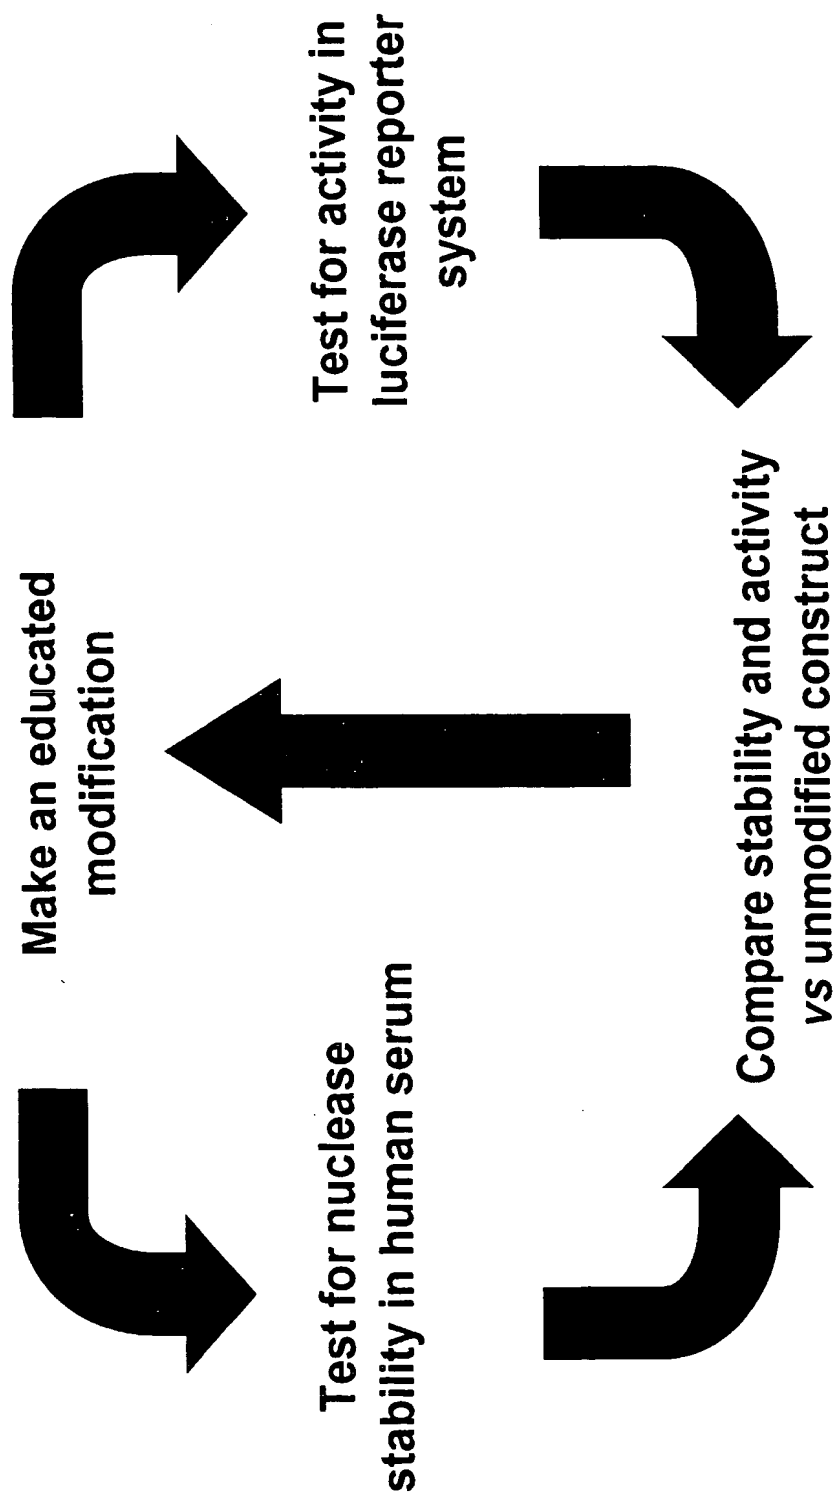 Make an educated
modification
Test for nuclease
stability in human serum
Test for activity in
luciferase reporter
system
Compare stability and activity
vs unmodified construct